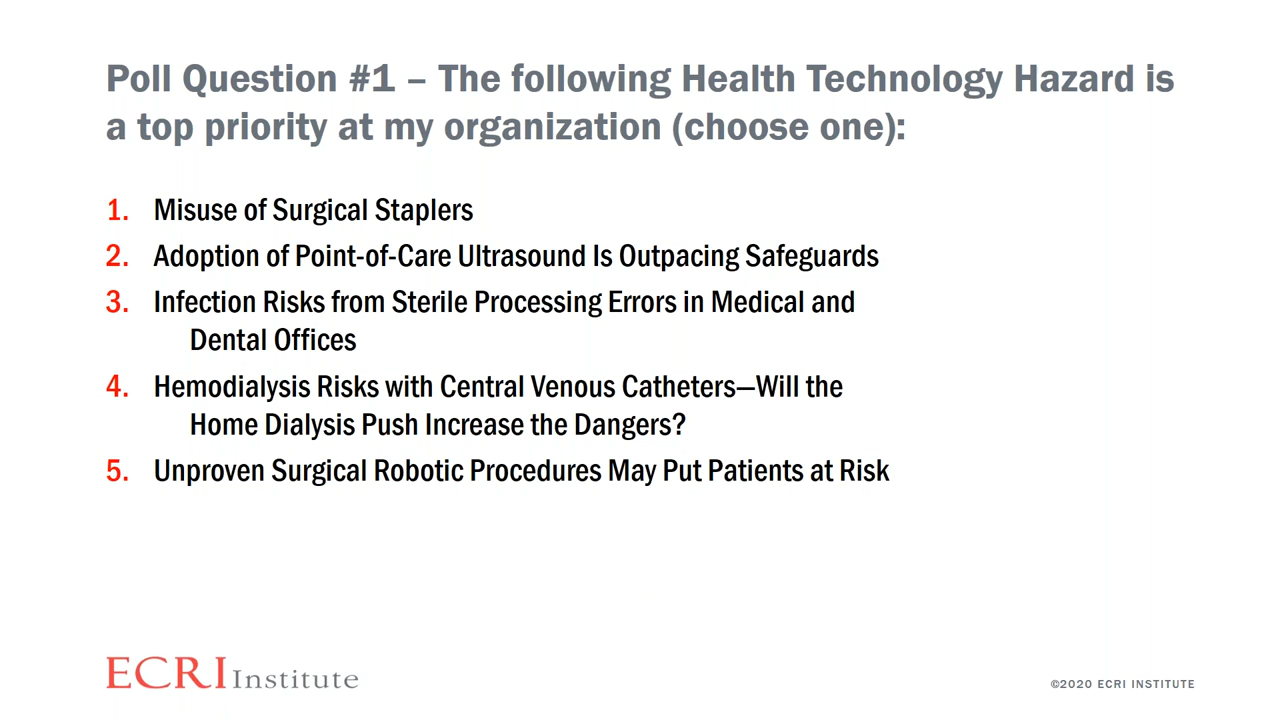 Poll Question #1 – The following Health Technology Hazard is
a top priority at my organization (choose one):
1. Misuse of Surgical Staplers
2. Adoption of Point-of-Care Ultrasound Is Outpacing Safeguards
3. Infection Risks from Sterile Processing Errors in Medical and
Dental Offices
4. Hemodialysis Risks with Central Venous Catheters—Will the
Home Dialysis Push Increase the Dangers?
5. Unproven Surgical Robotic Procedures May Put Patients at Risk
ECRI Institute
©2020 ECRI INSTITUTE